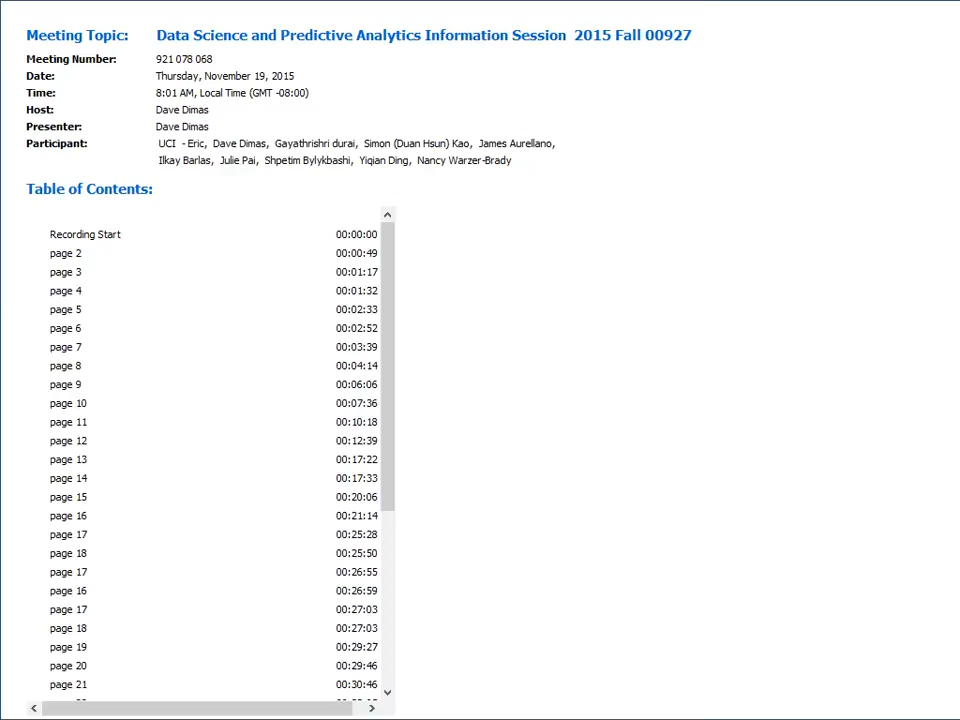 Meeting Topic: Data Science and Predictive Analytics Information Session 2015 Fall 00927
Meeting Number: 921 078 068
Date: Thursday, November 19, 2015
Time: 8:01 AM, Local Time (GMT -08:00)
Host: Dave Dimas
Presenter: Dave Dimas
Participant: UCI - Eric, Dave Dimas, Gayathrishri durai, Simon (Duan Hsun) Kao, James Aurellano,
Ilkay Barlas, Julie Pai, Shpetim Bylykbashi, Yiqian Ding, Nancy Warzer-Brady
Table of Contents:
Recording Start 00:00:00
page 2 00:00:49
page 3 00:01:17
page 4 00:01:32
page 5 00:02:33
page 6 00:02:52
page 7 00:03:39
page 8 00:04:14
page 9 00:06:06
page 10 00:07:36
page 11 00:10:18
page 12 00:12:39
page 13 00:17:22
page 14 00:17:33
page 15 00:20:06
page 16 00:21:14
page 17 00:25:28
page 18 00:25:50
page 17 00:26:55
page 16 00:26:59
page 17 00:27:03
page 18 00:27:03
page 19 00:29:27
page 20 00:29:46
page 21 00:30:46